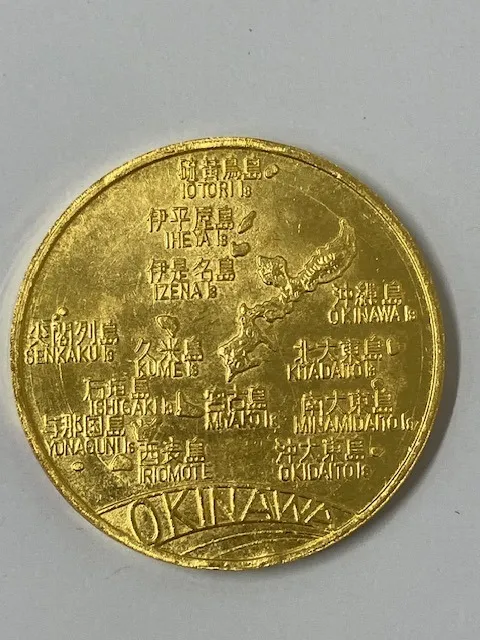 硫黄鳥島
IOTORI Is
伊平屋島
IHEYA Is
伊是名島
IZENA Is
沖縄島
OKINAWA Is
尖閣列島
SENKAKU Is
久米島
KUME Is
北大東島
KITADAITO Is
石垣島
ISHIGAKI Is
宮古島
MIYAKO Is
南大東島
MINAMIDAITO Is
与那国島
YONAGUNI Is
西表島
IRIOMOTE
沖大東島
OKIDAITO Is
OKINAWA